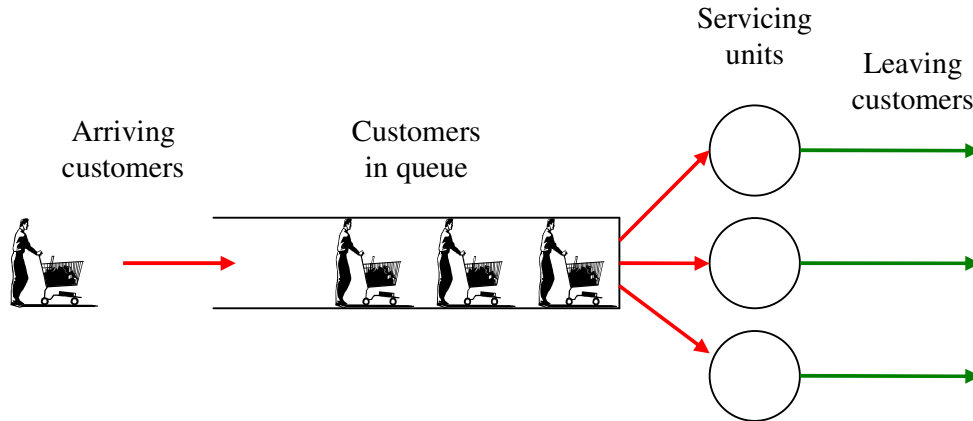 Servicing
units
Leaving
customers
Arriving
customers
Customers
in queue